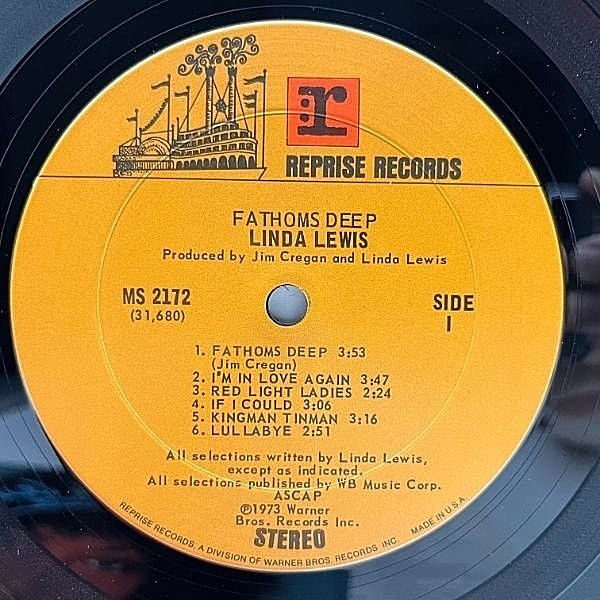 r:
REPRISE RECORDS
FATHOMS DEEP
LINDA LEWIS
Produced by Jim Cregan and Linda Lewis
MS 2172
(31,680)
SIDE
I
1. FATHOMS DEEP 3:53
(Jim Cregan)
2. I'M IN LOVE AGAIN 3:47
3. RED LIGHT LADIES 2:24
4. IF I COULD 3:06
5. KINGMAN TINMAN 3:16
6. LULLABYE 2:51
All selections written by Linda Lewis,
except as indicated.
All selections published by WB Music Corp.
ASCAP
℗1973 Warner
Bros. Records Inc.
STEREO
REPRISE RECORDS, A DIVISION OF WARNER BROS. RECORDS INC. MADE IN U.S.A.